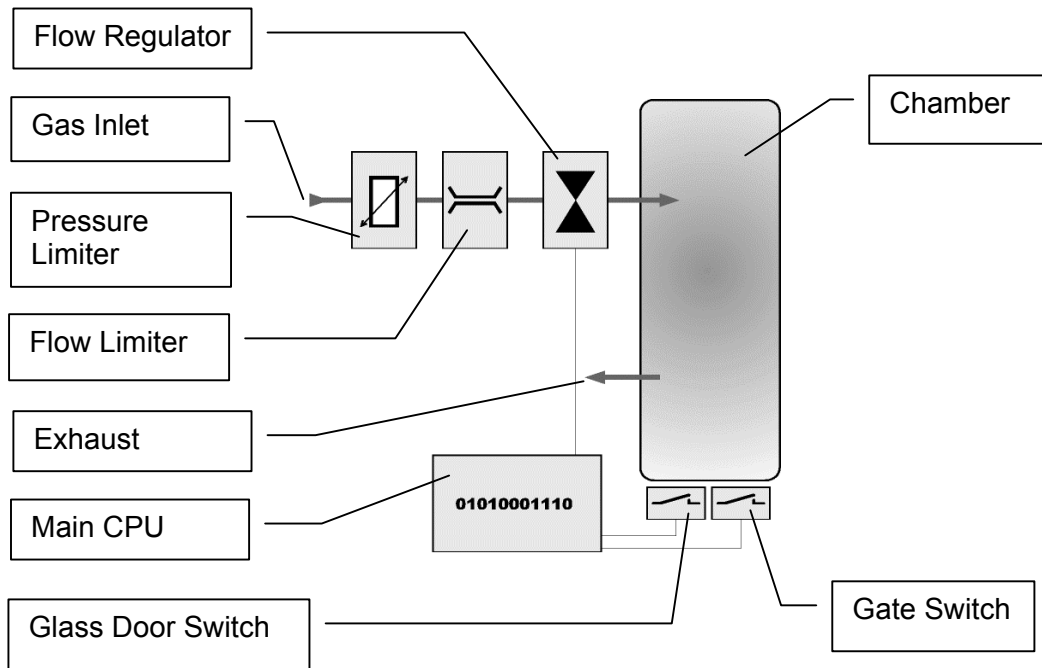 Flow Regulator
Gas Inlet
Chamber
Pressure
Limiter
Flow Limiter
Exhaust
Main CPU
01010001110
Glass Door Switch
Gate Switch